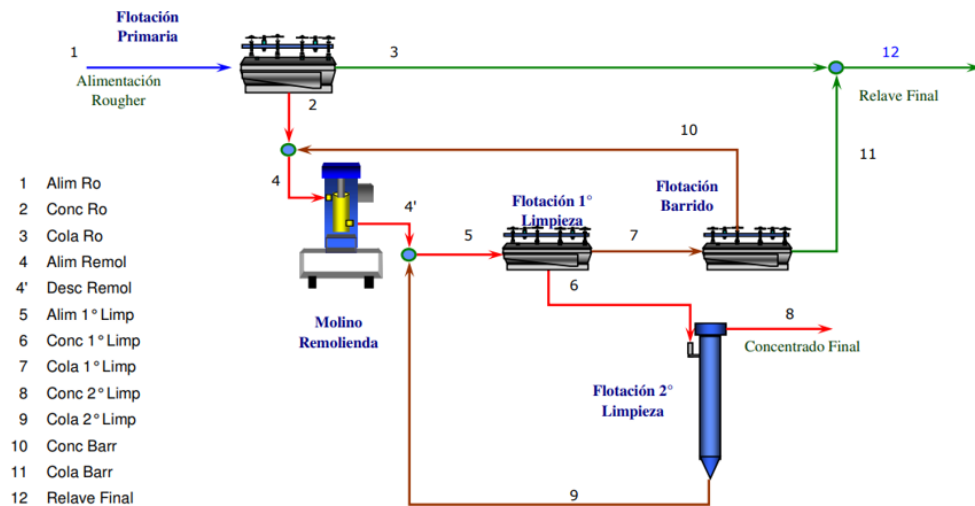 Flotación
Primaria
1
3
12
Alimentación
Rougher
Relave Final
2
10
11
4
4'
Flotación 1°
Limpieza
Flotación
Barrido
5
7
6
8
Concentrado Final
Molino
Remolienda
Flotación 2°
Limpieza
9
1 Alim Ro
2 Conc Ro
3 Cola Ro
4 Alim Remol
4' Desc Remol
5 Alim 1° Limp
6 Conc 1° Limp
7 Cola 1° Limp
8 Conc 2° Limp
9 Cola 2° Limp
10 Conc Barr
11 Cola Barr
12 Relave Final